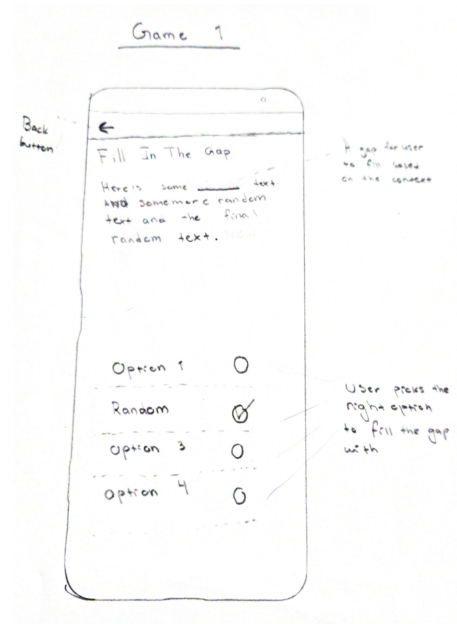 Game 1
Back
button
←
Fill In The Gap
Here is some ______ text.
And some more random
text and the final
random text.
A gap for user
to fill based
on the context
Option 1
Random
Option 3
Option 4
User picks the
right option
to fill the gap
with